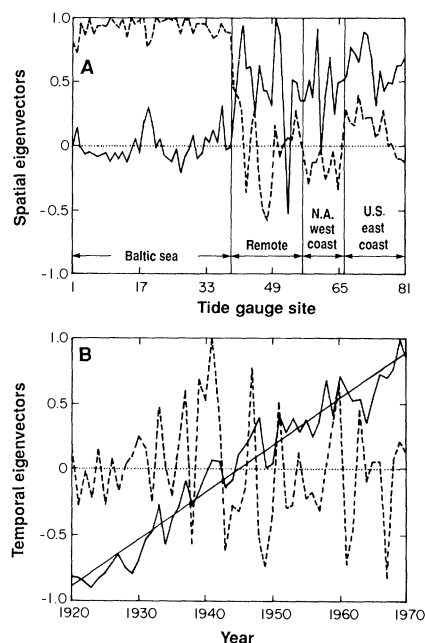 1.0
0.5
0
-0.5
-1.0
A
Spatial eigenvectors
Baltic sea
Remote
N.A.
west
coast
U.S.
east
coast
1 17 33 49 65 81
Tide gauge site
1.0
0.5
0
-0.5
-1.0
B
Temporal eigenvectors
1920 1930 1940 1950 1960 1970
Year